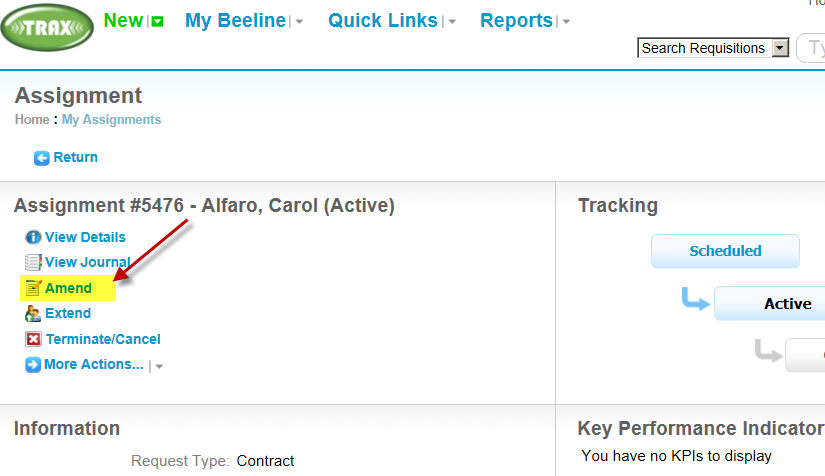 TRAX
New My Beeline Quick Links Reports
Search Requisitions
Assignment
Home : My Assignments
Return
Assignment #5476 - Alfaro, Carol (Active)
View Details
View Journal
Amend
Extend
Terminate/Cancel
More Actions...
Tracking
Scheduled
Active
Information
Request Type: Contract
Key Performance Indicator
You have no KPIs to display